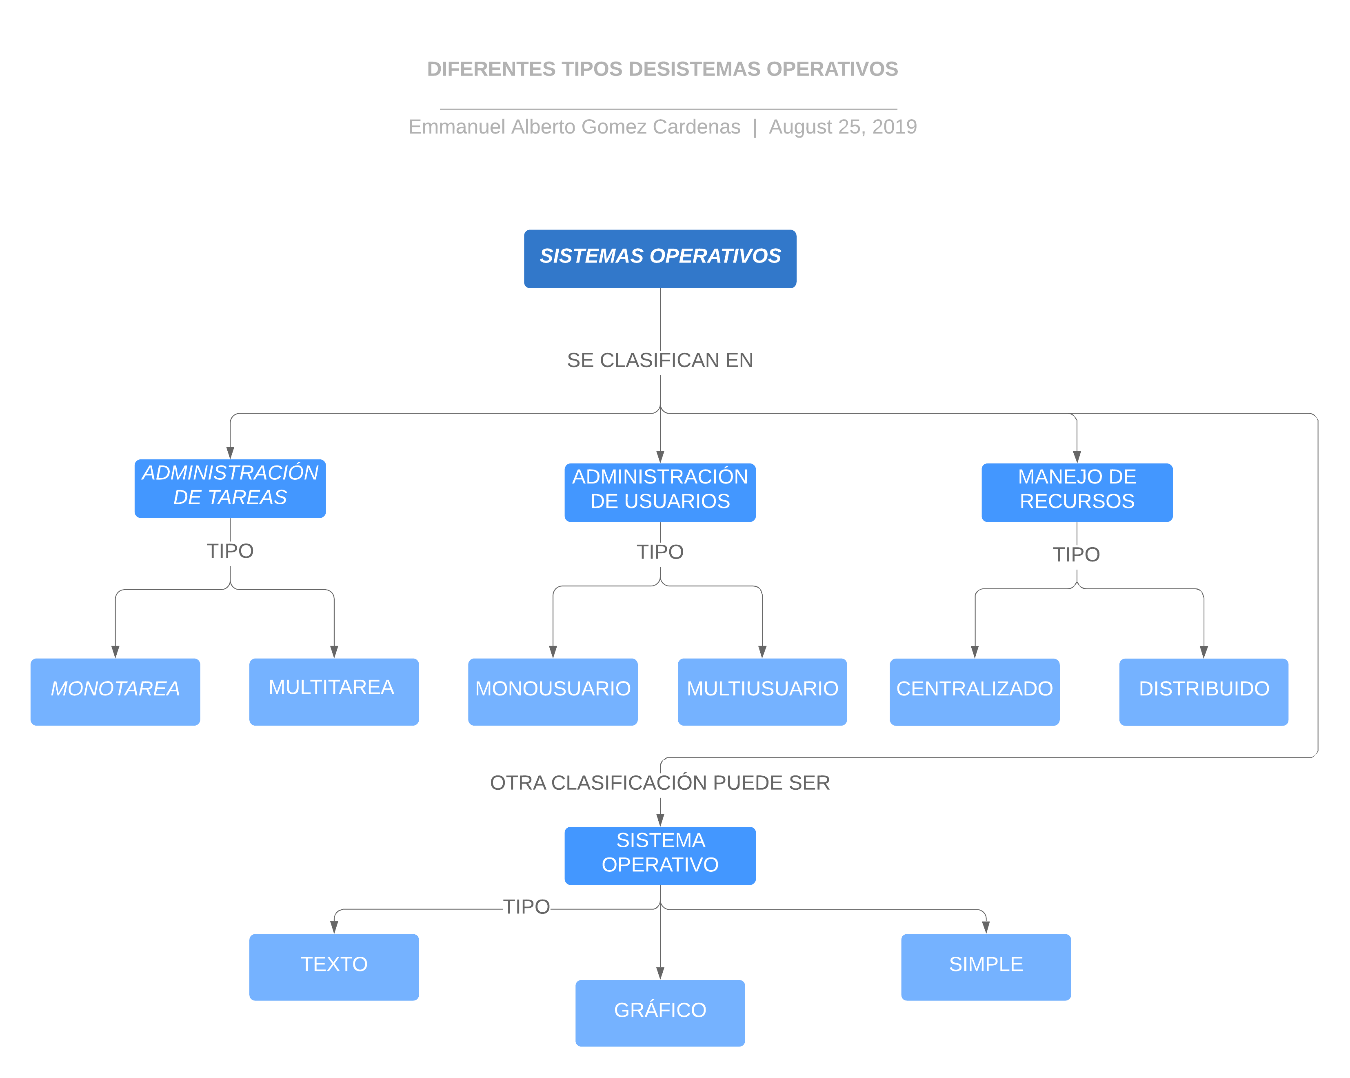 DIFERENTES TIPOS DESISTEMAS OPERATIVOS
Emmanuel Alberto Gomez Cardenas | August 25, 2019
SISTEMAS OPERATIVOS
SE CLASIFICAN EN
ADMINISTRACIÓN
DE TAREAS
ADMINISTRACIÓN
DE USUARIOS
MANEJO DE
RECURSOS
TIPO
TIPO
TIPO
MONOTAREA
MULTITAREA
MONOUSUARIO
MULTIUSUARIO
CENTRALIZADO
DISTRIBUIDO
OTRA CLASIFICACIÓN PUEDE SER
SISTEMA
OPERATIVO
TIPO
TEXTO
GRÁFICO
SIMPLE